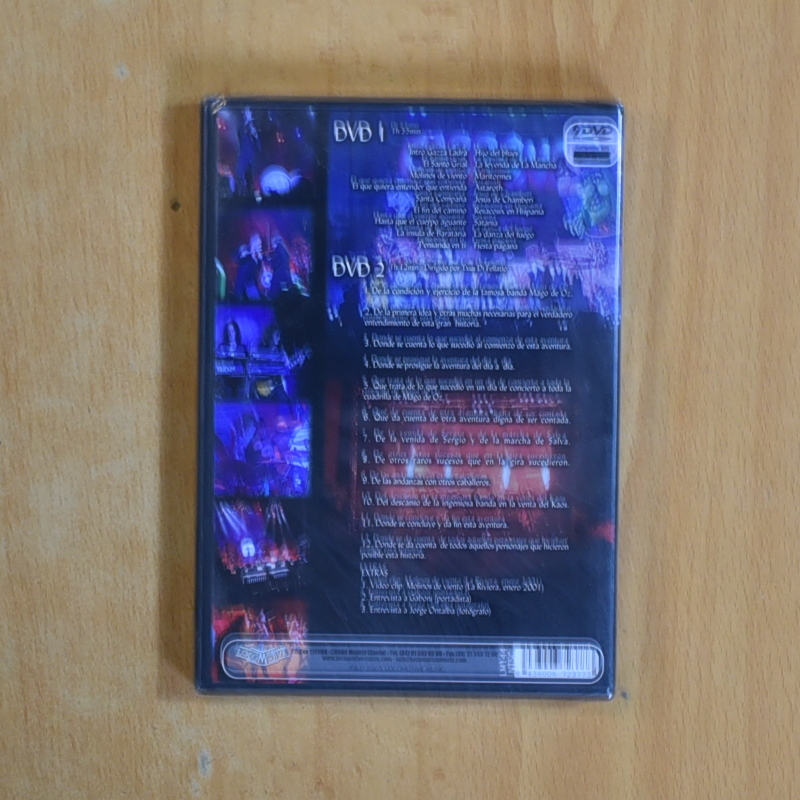 DVD 1
1h 33min
DVD
Intro Gazza Ladra
El Santo Grial
Molinos de viento
El que quiera entender que entienda
Santa Compaña
El fin del camino
Hasta que el cuerpo aguante
La ínsula de Barataria
Pensando en ti
Hijo del blues
La leyenda de La Mancha
Maritormes
Astaroth
Jesús de Chamberí
Ketaconix en Hispania
Satania
La danza del fuego
Fiesta pagana
DVD 2
1h 12min - Dirigido por
1. De la condición y ejercicio de la famosa banda Mägo de Oz.
2. De la primera idea y otras muchas necesarias para el verdadero
entendimiento de esta gran historia.
3. Donde se cuenta lo que sucedió al comienzo de esta aventura.
4. Donde se prosigue la aventura del día a día.
5. Que trata de lo que sucedió en un día de concierto a toda la
cuadrilla de Mägo de Oz.
6. Que da cuenta de otra aventura digna de ser contada.
7. De la venida de Sergio y de la marcha de Salva.
8. De otros raros sucesos que en la gira sucedieron.
9. De las andanzas con otros caballeros.
10. Del descanso de la ingeniosa banda en la venta del Kaos.
11. Donde se concluye y da fin esta aventura.
12. Donde se da cuenta de todos aquellos personajes que hicieron
posible esta historia.
EXTRAS
1. Video clip: Molinos de viento (La Riviera, enero 2001)
2. Entrevista a Gaboni (portadista)
3. Entrevista a Jorge Ontalba (fotógrafo)